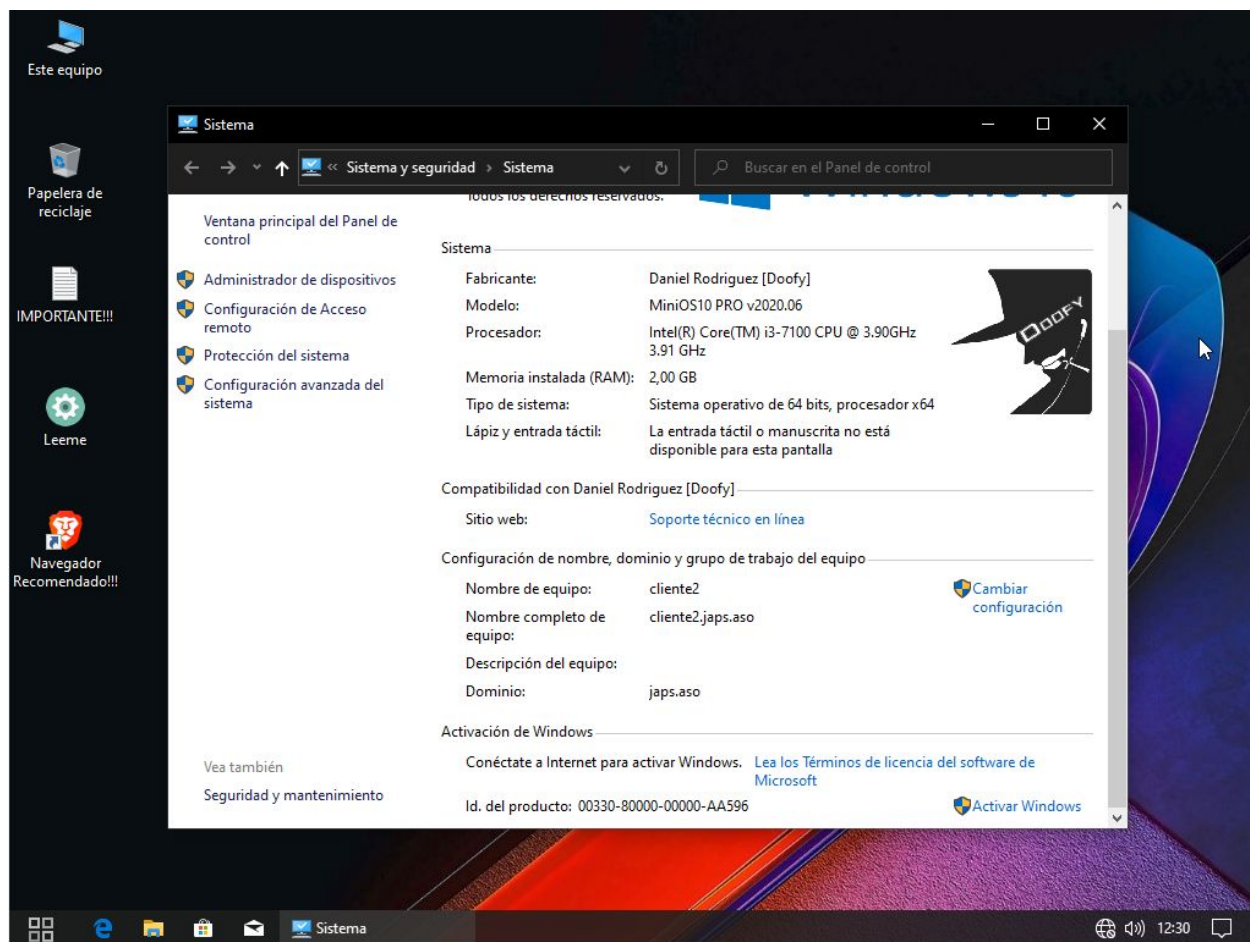 Este equipo
Papelera de
reciclaje
IMPORTANTE!!!
Leeme
Navegador
Recomendado!!!
Sistema
« Sistema y seguridad › Sistema
Buscar en el Panel de control
Ventana principal del Panel de
control
Administrador de dispositivos
Configuración de Acceso
remoto
Protección del sistema
Configuración avanzada del
sistema
Vea también
Seguridad y mantenimiento
Todos los derechos reservados.
Sistema
Fabricante: Daniel Rodriguez [Doofy]
Modelo: MiniOS10 PRO v2020.06
Procesador: Intel(R) Core(TM) i3-7100 CPU @ 3.90GHz
3.91 GHz
Memoria instalada (RAM): 2,00 GB
Tipo de sistema: Sistema operativo de 64 bits, procesador x64
Lápiz y entrada táctil: La entrada táctil o manuscrita no está
disponible para esta pantalla
DOOFY
Compatibilidad con Daniel Rodriguez [Doofy]
Sitio web: Soporte técnico en línea
Configuración de nombre, dominio y grupo de trabajo del equipo
Nombre de equipo: cliente2
Cambiar
configuración
Nombre completo de
equipo: cliente2.japs.aso
Descripción del equipo:
Dominio: japs.aso
Activación de Windows
Conéctate a Internet para activar Windows. Lea los Términos de licencia del software de
Microsoft
Id. del producto: 00330-80000-00000-AA596
Activar Windows
Sistema
12:30